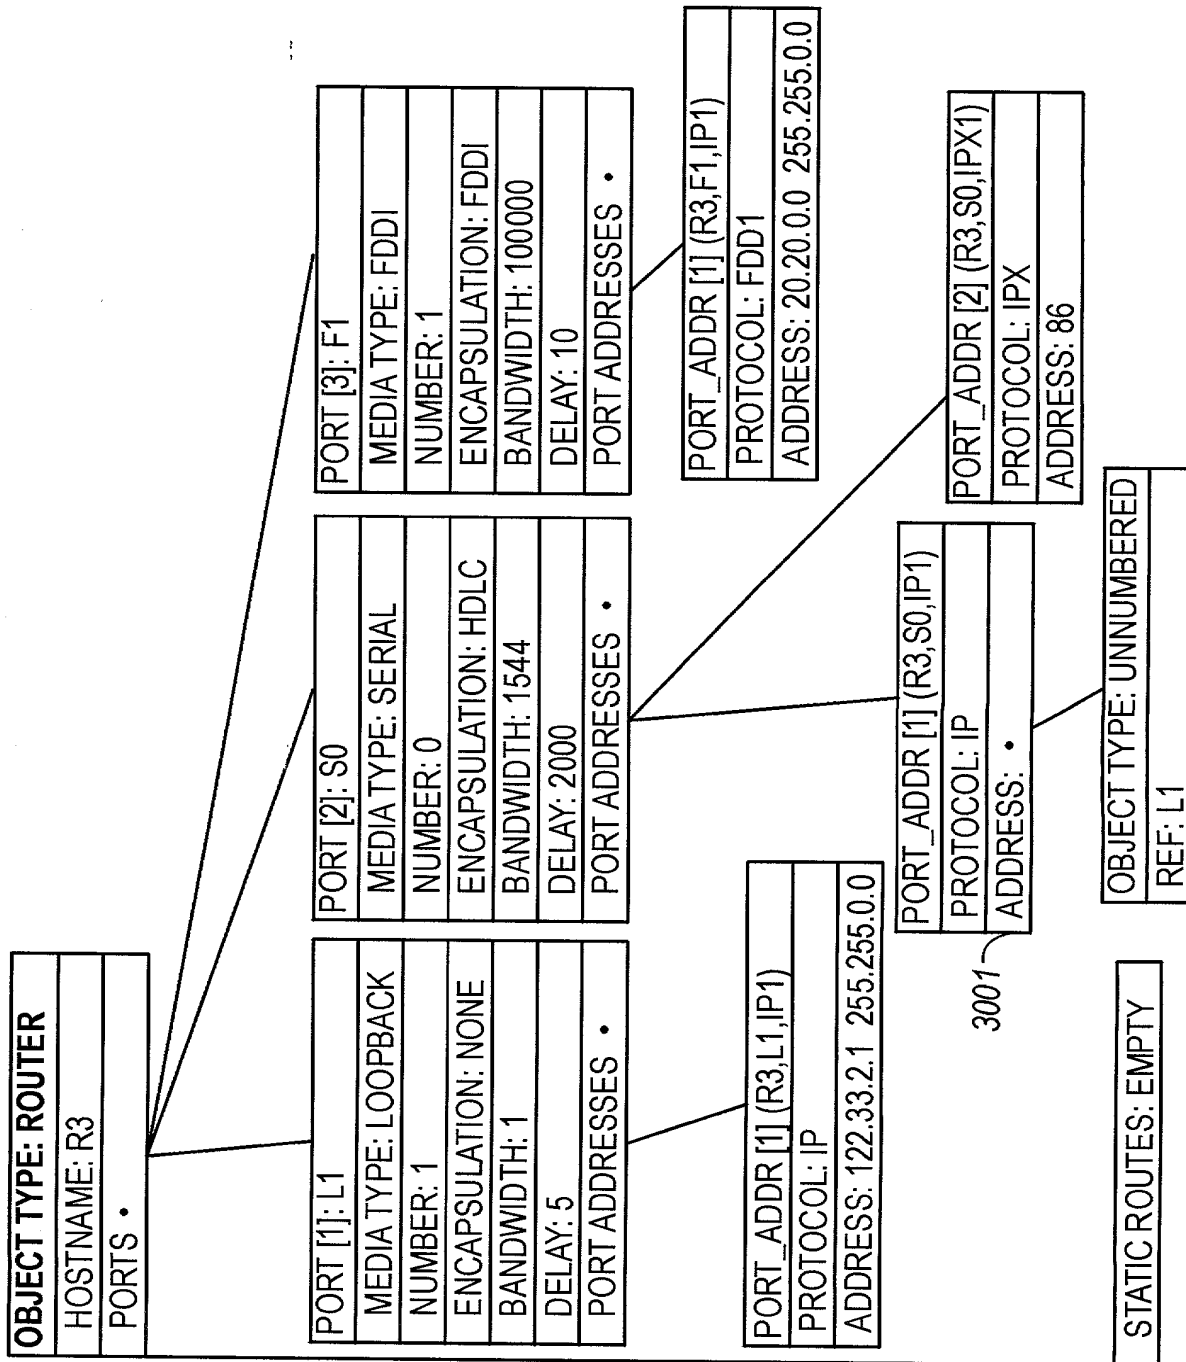 OBJECT TYPE: ROUTER
HOSTNAME: R3
PORTS •
PORT [1]: L1
MEDIA TYPE: LOOPBACK
NUMBER: 1
ENCAPSULATION: NONE
BANDWIDTH: 1
DELAY: 5
PORT ADDRESSES •
PORT [2]: S0
MEDIA TYPE: SERIAL
NUMBER: 0
ENCAPSULATION: HDLC
BANDWIDTH: 1544
DELAY: 2000
PORT ADDRESSES •
PORT [3]: F1
MEDIA TYPE: FDDI
NUMBER: 1
ENCAPSULATION: FDDI
BANDWIDTH: 100000
DELAY: 10
PORT ADDRESSES •
PORT_ADDR [1] (R3,L1,IP1)
PROTOCOL: IP
ADDRESS: 122.33.2.1 255.255.0.0
PORT_ADDR [1] (R3,F1,IP1)
PROTOCOL: FDD1
ADDRESS: 20.20.0.0 255.255.0.0
PORT_ADDR [1] (R3,S0,IP1)
PROTOCOL: IP
ADDRESS: •
3001
PORT_ADDR [2] (R3,S0,IPX1)
PROTOCOL: IPX
ADDRESS: 86
OBJECT TYPE: UNNUMBERED
REF: L1
STATIC ROUTES: EMPTY